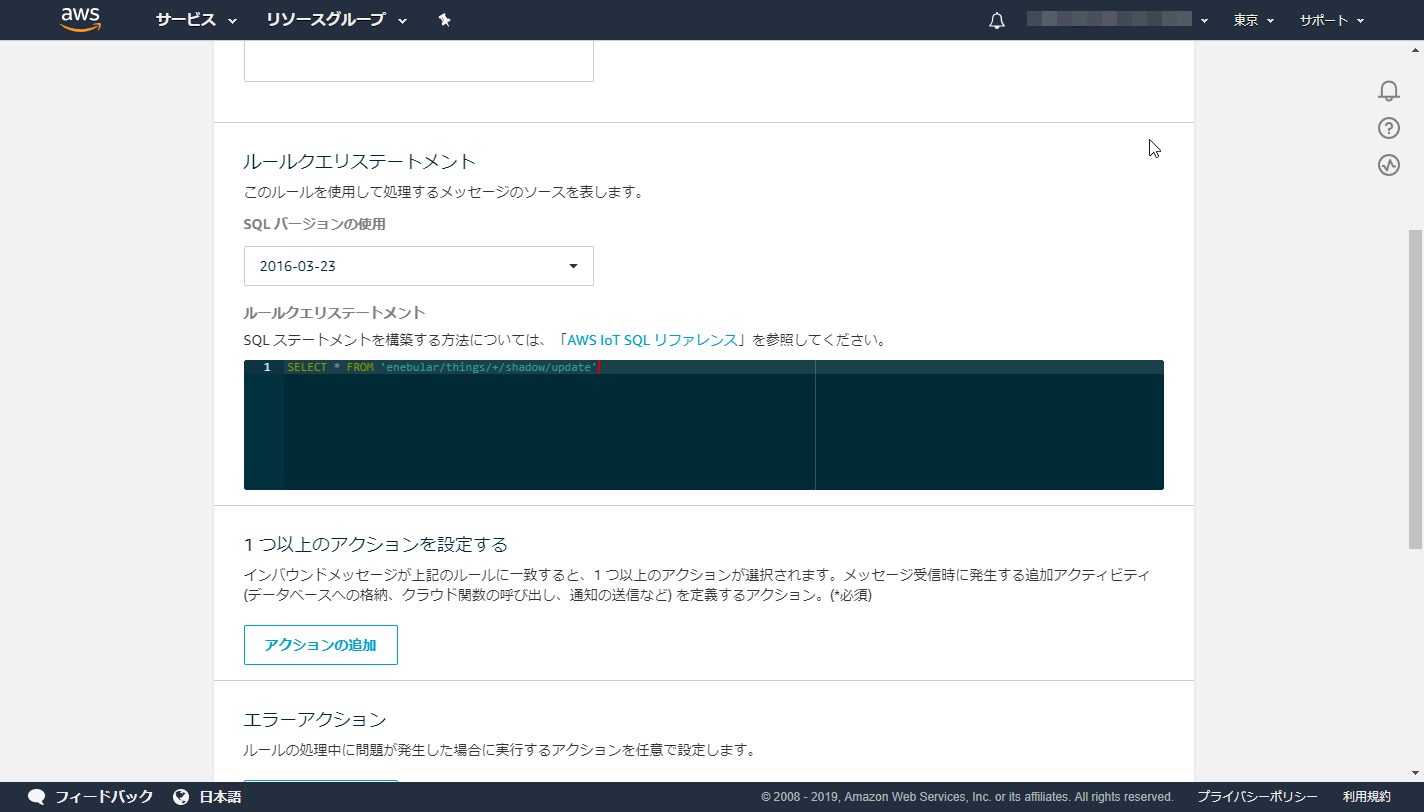 aws サービス リソースグループ 東京 サポート
ルールクエリステートメント
このルールを使用して処理するメッセージのソースを表します。
SQL バージョンの使用
2016-03-23
ルールクエリステートメント
SQL ステートメントを構築する方法については、「AWS IoT SQL リファレンス」を参照してください。
1 SELECT * FROM 'enebular/things/+/shadow/update'
1 つ以上のアクションを設定する
インバウンドメッセージが上記のルールに一致すると、1 つ以上のアクションが選択されます。メッセージ受信時に発生する追加アクティビティ
(データベースへの格納、クラウド関数の呼び出し、通知の送信など) を定義するアクション。(*必須)
アクションの追加
エラーアクション
ルールの処理中に問題が発生した場合に実行するアクションを任意で設定します。
フィードバック 日本語 © 2008 - 2019, Amazon Web Services, Inc. or its affiliates. All rights reserved. プライバシーポリシー 利用規約